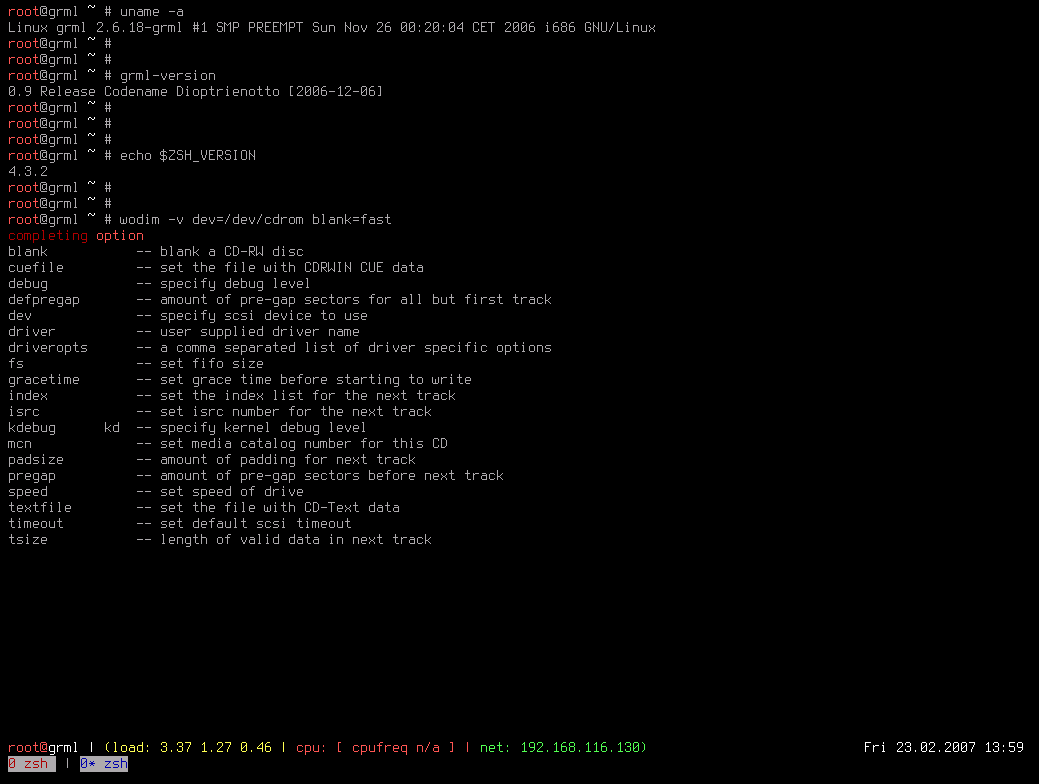 root@grml ~ # uname -a
Linux grml 2.6.18-grml #1 SMP PREEMPT Sun Nov 26 00:20:04 CET 2006 i686 GNU/Linux
root@grml ~ #
root@grml ~ #
root@grml ~ # grml-version
0.9 Release Codename Dioptrienotto [2006-12-06]
root@grml ~ #
root@grml ~ #
root@grml ~ #
root@grml ~ # echo $ZSH_VERSION
4.3.2
root@grml ~ #
root@grml ~ #
root@grml ~ # wodim -v dev=/dev/cdrom blank=fast
completing option
blank           -- blank a CD-RW disc
cuefile         -- set the file with CDRWIN CUE data
debug           -- specify debug level
defpregap       -- amount of pre-gap sectors for all but first track
dev             -- specify scsi device to use
driver          -- user supplied driver name
driveropts      -- a comma separated list of driver specific options
fs              -- set fifo size
gracetime       -- set grace time before starting to write
index           -- set the index list for the next track
isrc            -- set isrc number for the next track
kdebug      kd  -- specify kernel debug level
mcn             -- set media catalog number for this CD
padsize         -- amount of padding for next track
pregap          -- amount of pre-gap sectors before next track
speed           -- set speed of drive
textfile        -- set the file with CD-Text data
timeout         -- set default scsi timeout
tsize           -- length of valid data in next track
root@grml | (load: 3.37 1.27 0.46 | cpu: [ cpufreq n/a ] | net: 192.168.116.130) Fri 23.02.2007 13:59
0 zsh | 0* zsh